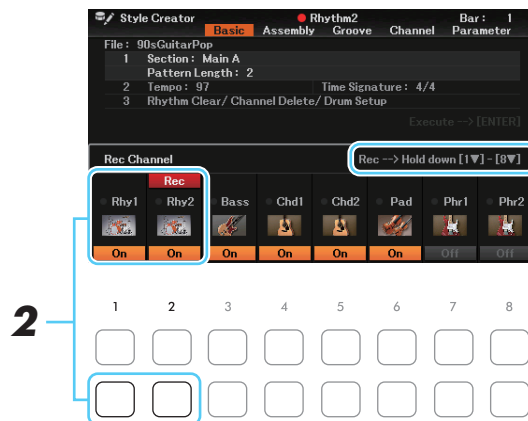 Style Creator Rhythm2 Bar : 1
Basic Assembly Groove Channel Parameter
File : 90sGuitarPop
1 Section : Main A
Pattern Length : 2
2 Tempo : 97 Time Signature : 4/4
3 Rhythm Clear/ Channel Delete/ Drum Setup
Execute --> [ENTER]
Rec Channel Rec --> Hold down [1▼] - [8▼]
Rec
Rhy1 Rhy2 Bass Chd1 Chd2 Pad Phr1 Phr2
On On On On On On Off Off
1 2 3 4 5 6 7 8
2